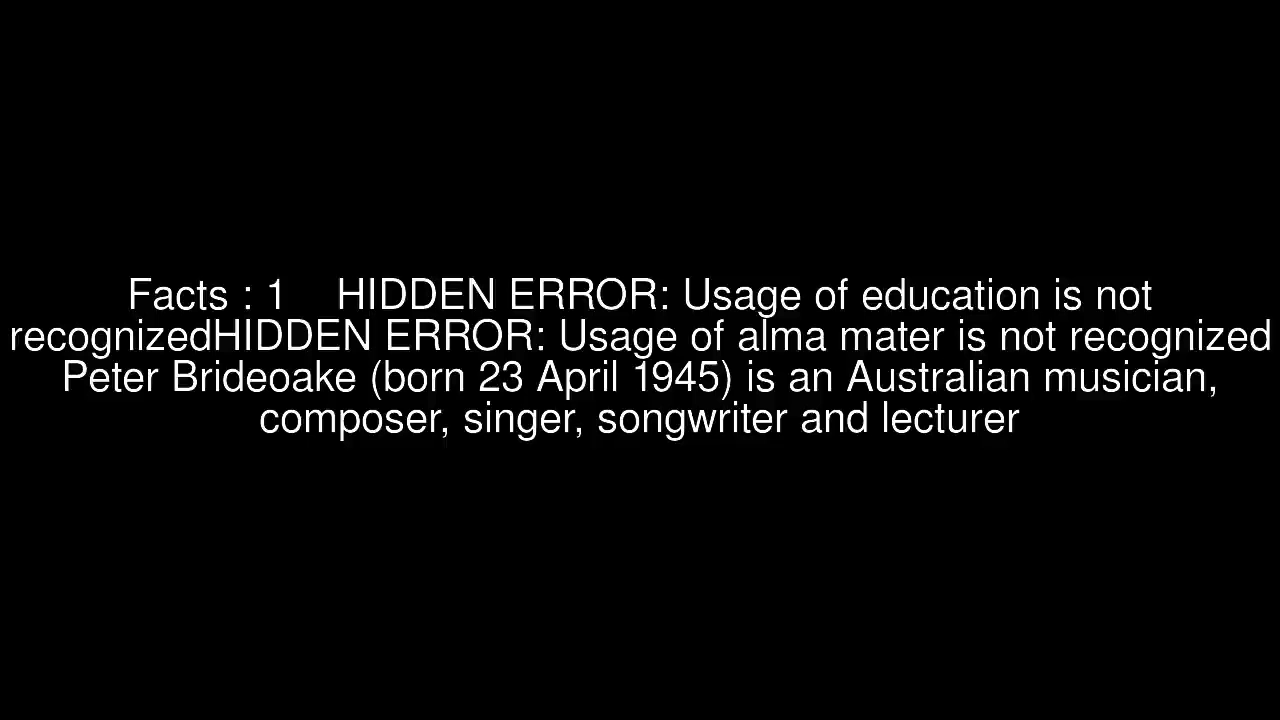 Facts : 1    HIDDEN ERROR: Usage of education is not
recognizedHIDDEN ERROR: Usage of alma mater is not recognized
Peter Brideoake (born 23 April 1945) is an Australian musician,
composer, singer, songwriter and lecturer